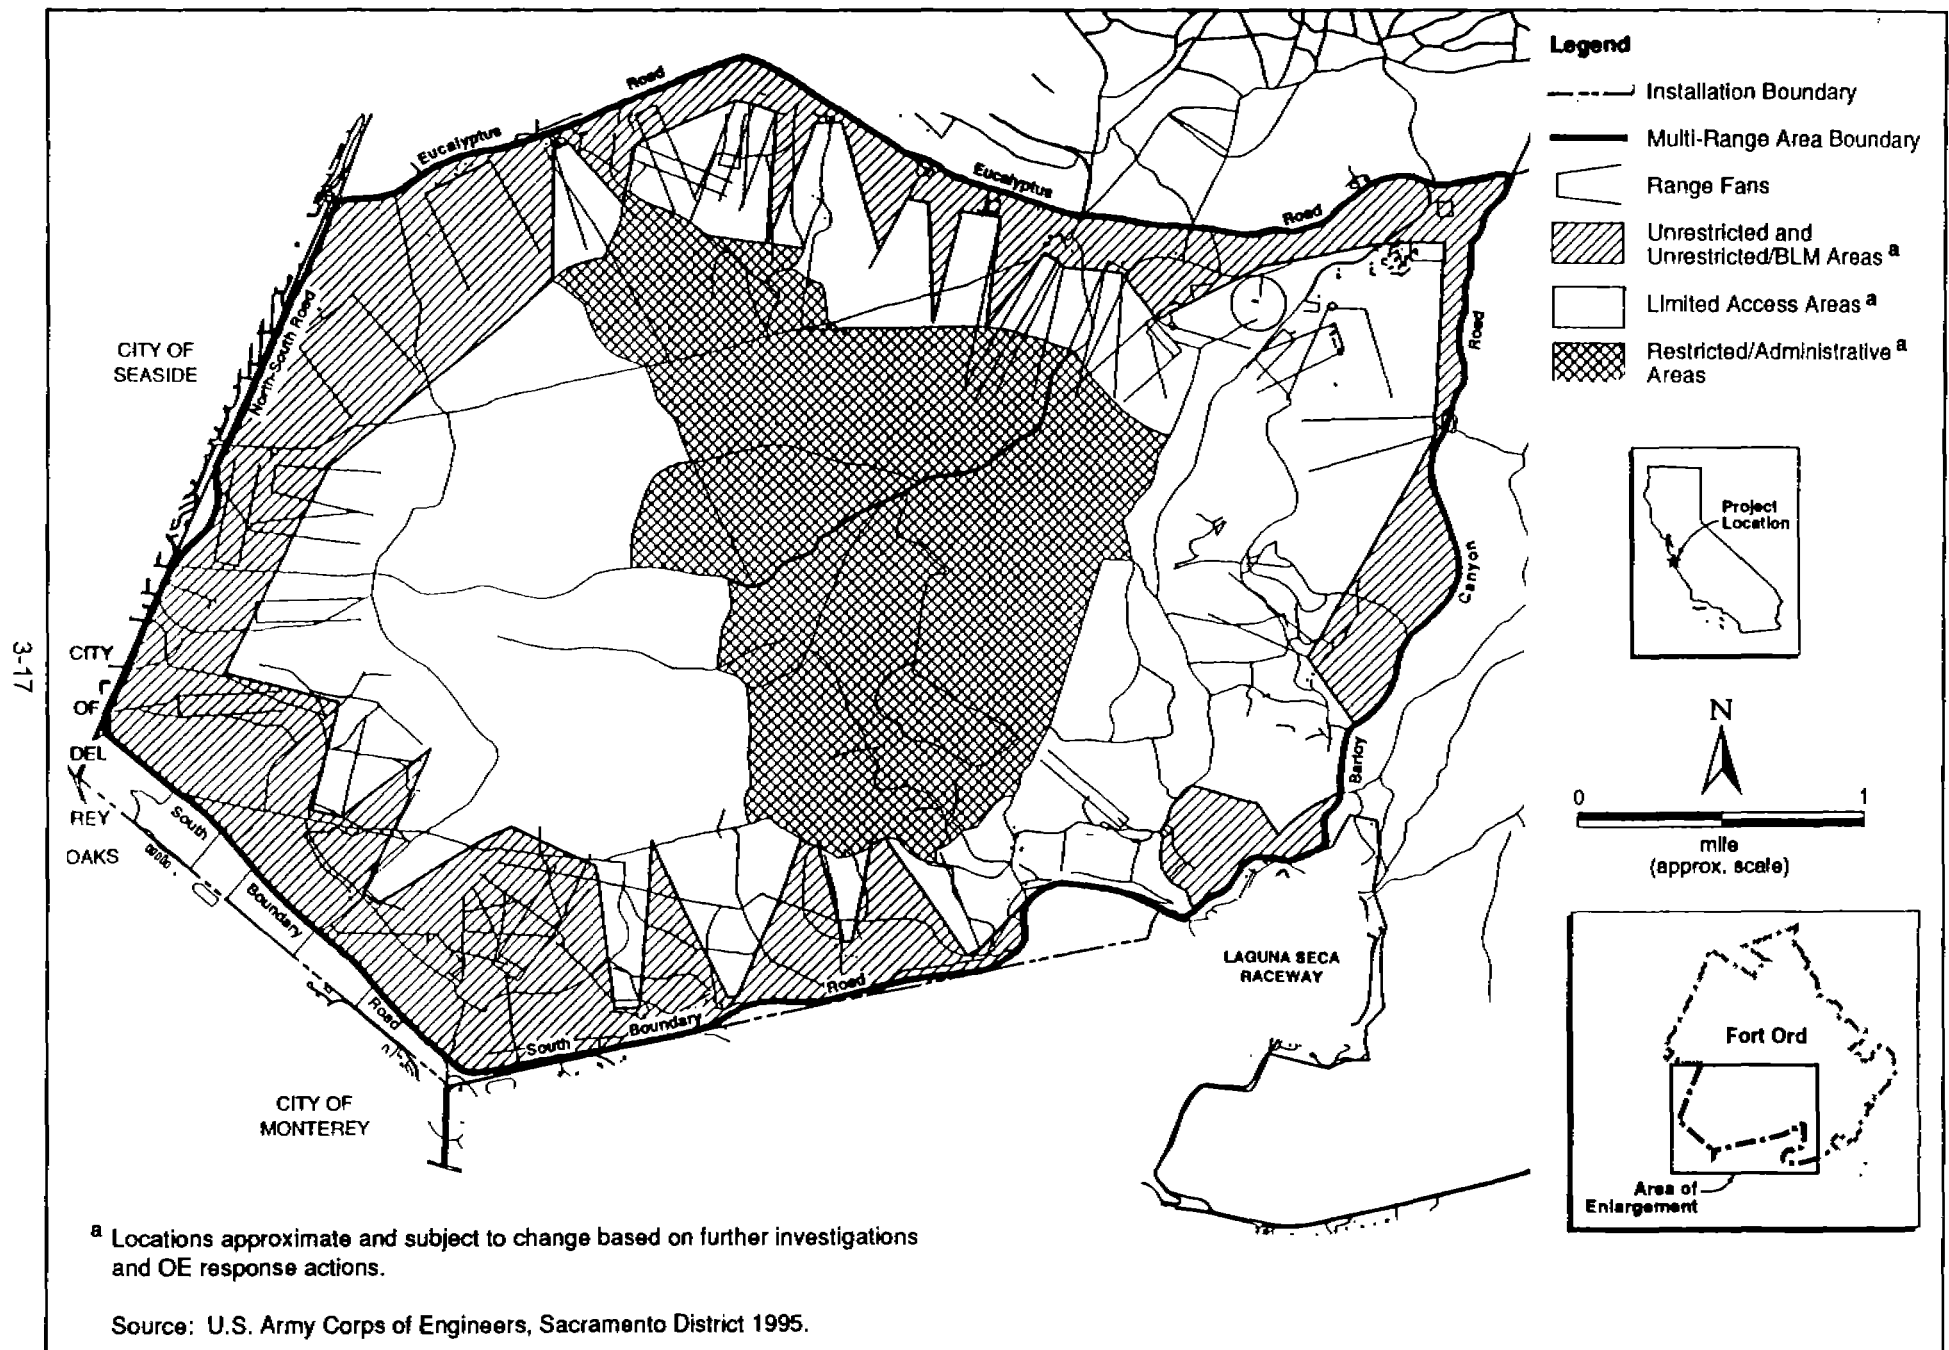 Legend
Installation Boundary
Multi-Range Area Boundary
Range Fans
Unrestricted and
Unrestricted/BLM Areas a
Limited Access Areas a
Restricted/Administrative a
Areas
Road
Eucalyptus
Eucalyptus
Road
Road
North-South Road
CITY OF
SEASIDE
Canyon
Barloy
CITY
OF
DEL
REY
OAKS
South
Boundary
Road
South
Boundary
Road
CITY OF
MONTEREY
LAGUNA SECA
RACEWAY
Project
Location
N
0 1
mile
(approx. scale)
Fort Ord
Area of
Enlargement
3-17
a Locations approximate and subject to change based on further investigations
and OE response actions.
Source: U.S. Army Corps of Engineers, Sacramento District 1995.